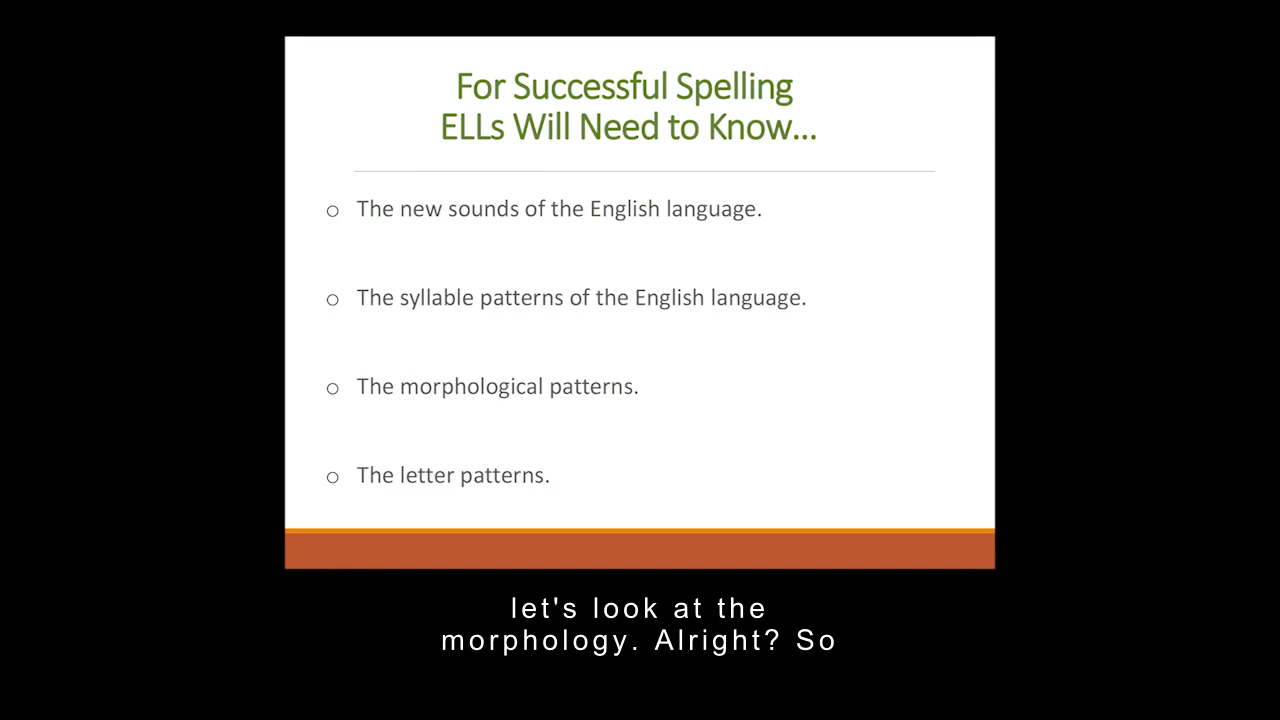 For Successful Spelling
ELLs Will Need to Know...
o The new sounds of the English language.
o The syllable patterns of the English language.
o The morphological patterns.
o The letter patterns.
let's look at the
morphology. Alright? So